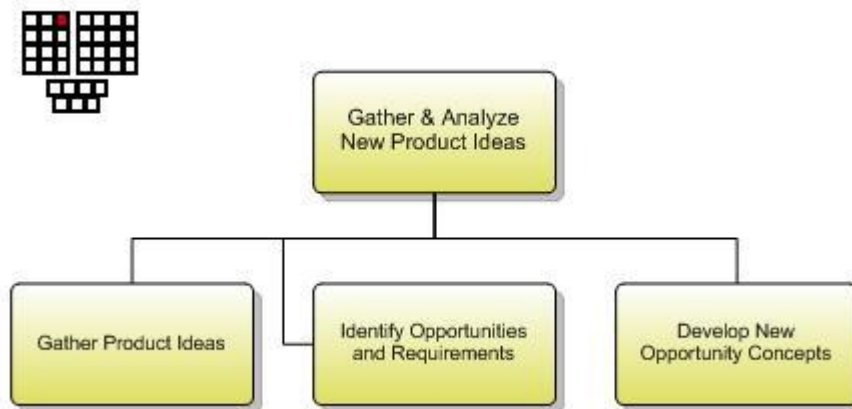 Gather & Analyze
New Product Ideas
Gather Product Ideas
Identify Opportunities
and Requirements
Develop New
Opportunity Concepts